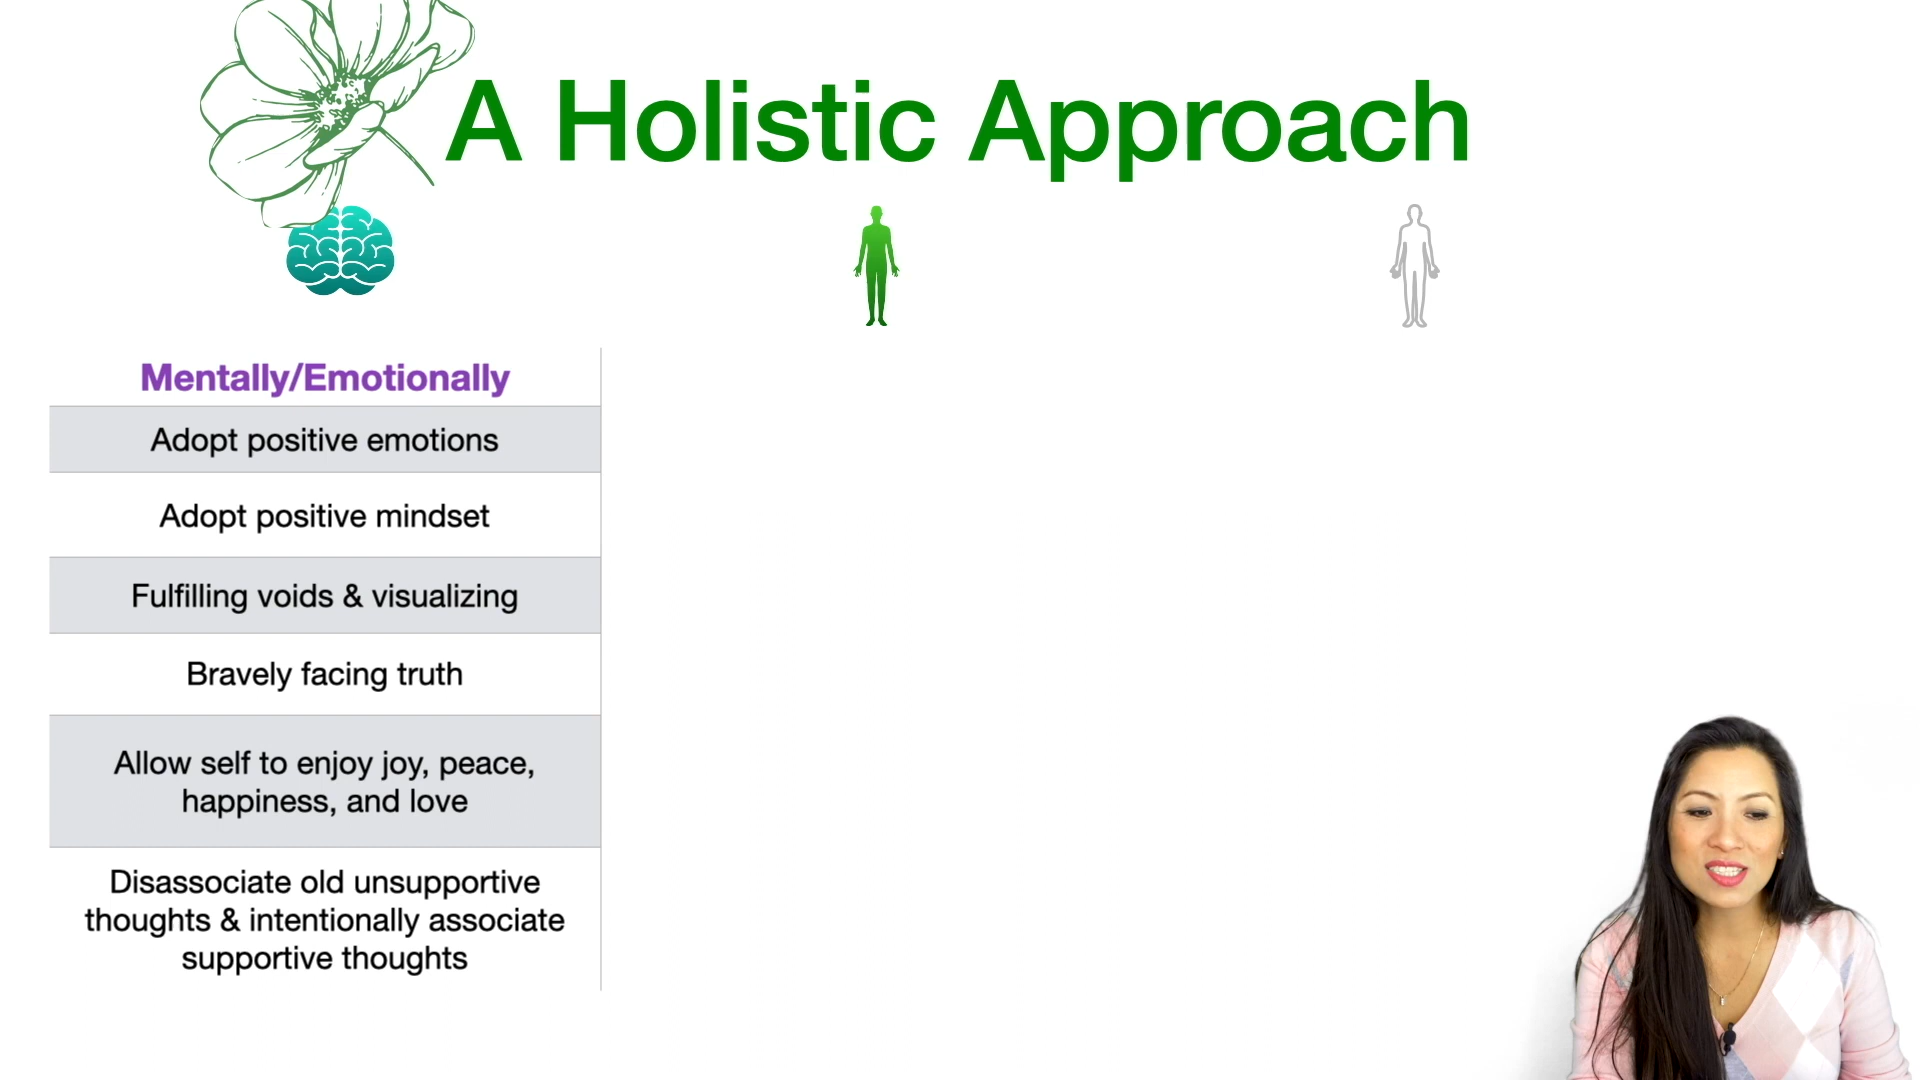 A Holistic Approach
Mentally/Emotionally
Adopt positive emotions
Adopt positive mindset
Fulfilling voids & visualizing
Bravely facing truth
Allow self to enjoy joy, peace,
happiness, and love
Disassociate old unsupportive
thoughts & intentionally associate
supportive thoughts